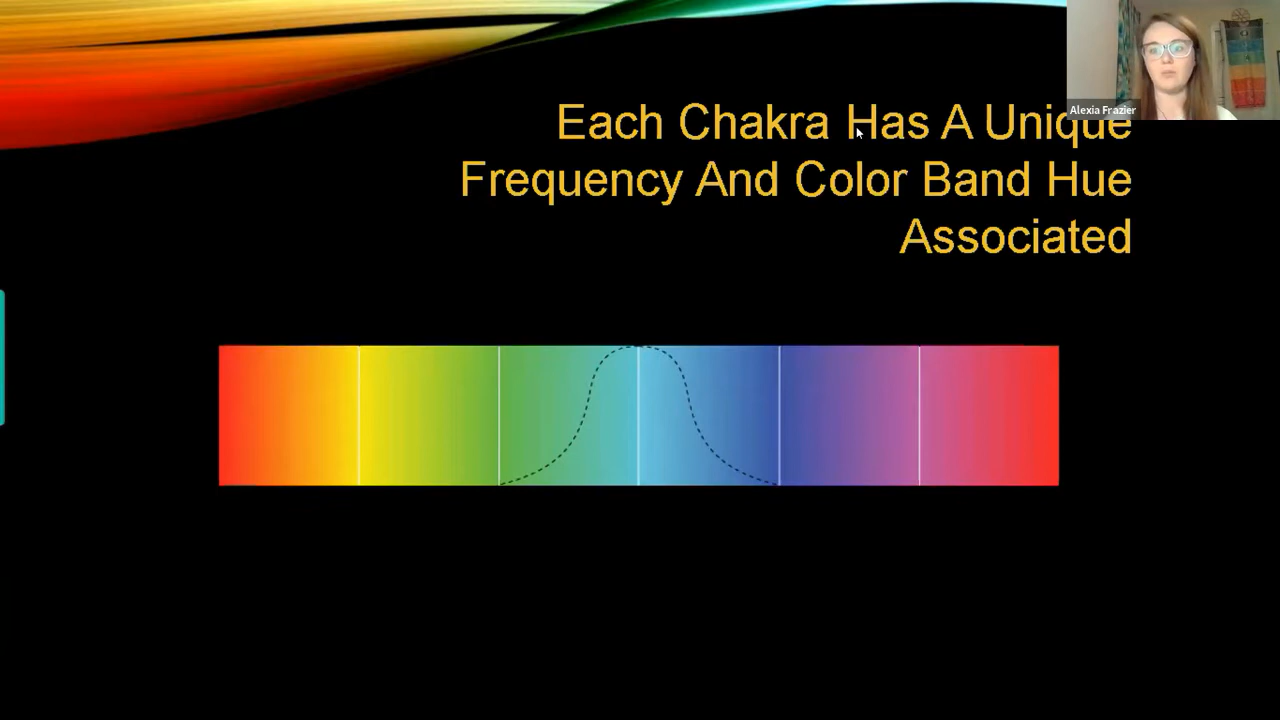 Each Chakra Has A Unique
Frequency And Color Band Hue
Associated
Alexia Frazier